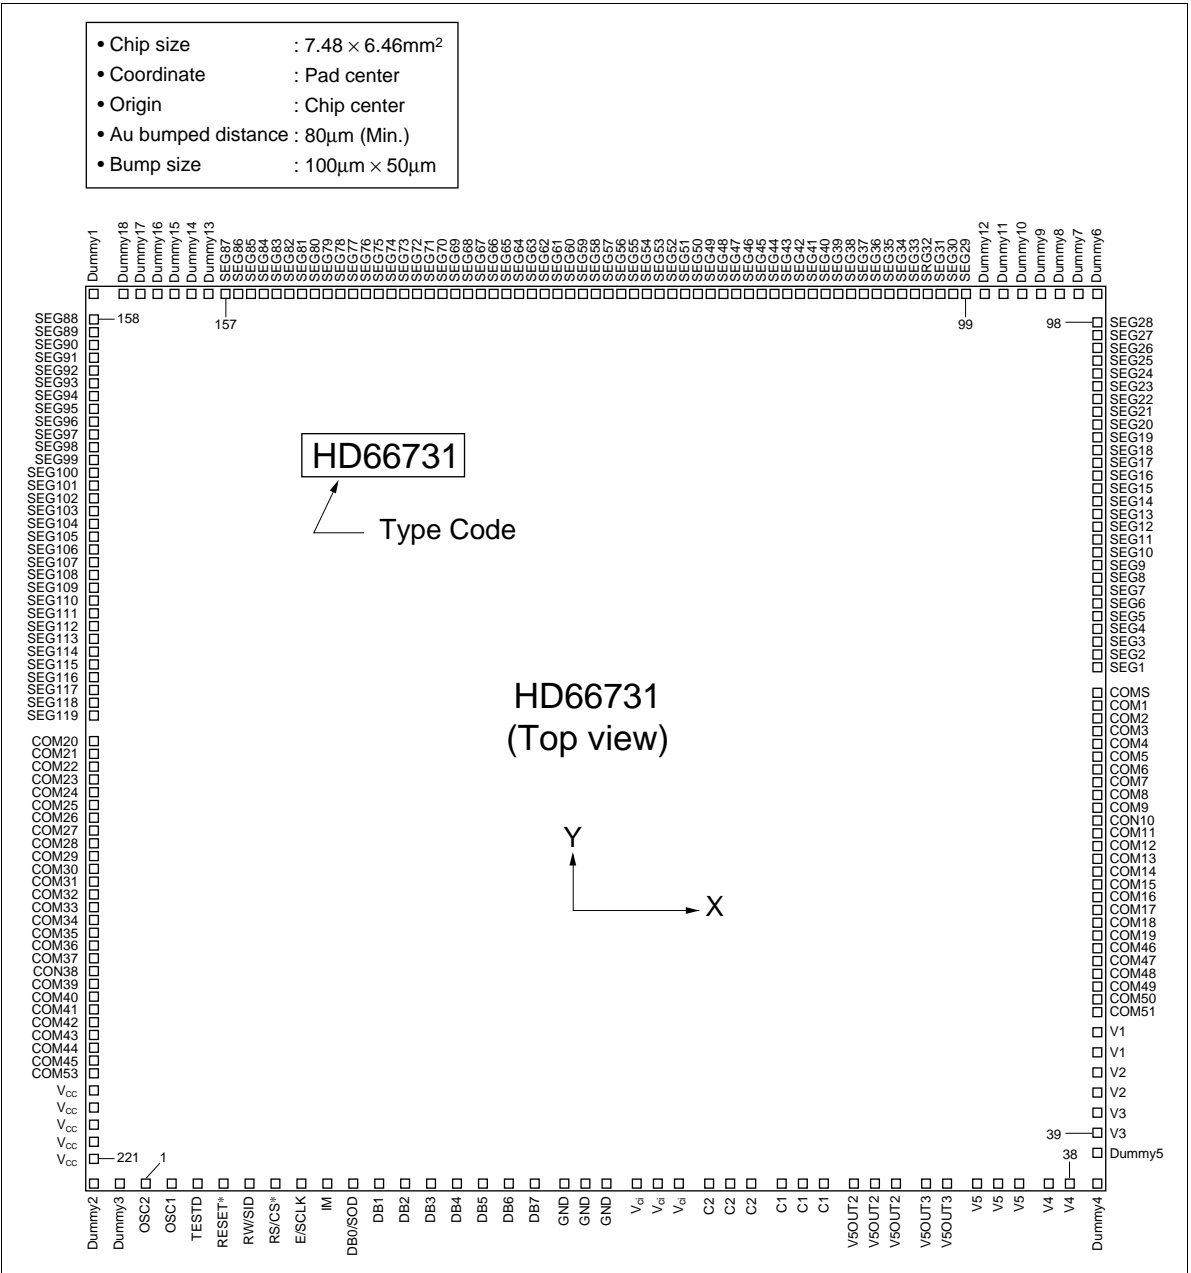 • Chip size : 7.48 × 6.46mm²
• Coordinate : Pad center
• Origin : Chip center
• Au bumped distance : 80μm (Min.)
• Bump size : 100μm × 50μm
Dummy1
Dummy18
Dummy17
Dummy16
Dummy15
Dummy14
Dummy13
SEG87
SEG86
SEG85
SEG84
SEG83
SEG82
SEG81
SEG80
SEG79
SEG78
SEG77
SEG76
SEG75
SEG74
SEG73
SEG72
SEG71
SEG70
SEG69
SEG68
SEG67
SEG66
SEG65
SEG64
SEG63
SEG62
SEG61
SEG60
SEG59
SEG58
SEG57
SEG56
SEG55
SEG54
SEG53
SEG52
SEG51
SEG50
SEG49
SEG48
SEG47
SEG46
SEG45
SEG44
SEG43
SEG42
SEG41
SEG40
SEG39
SEG38
SEG37
SEG36
SEG35
SEG34
SEG33
SRG32
SEG31
SEG30
SEG29
Dummy12
Dummy11
Dummy10
Dummy9
Dummy8
Dummy7
Dummy6
158
157
99
98
SEG88
SEG89
SEG90
SEG91
SEG92
SEG93
SEG94
SEG95
SEG96
SEG97
SEG98
SEG99
SEG100
SEG101
SEG102
SEG103
SEG104
SEG105
SEG106
SEG107
SEG108
SEG109
SEG110
SEG111
SEG112
SEG113
SEG114
SEG115
SEG116
SEG117
SEG118
SEG119
COM20
COM21
COM22
COM23
COM24
COM25
COM26
COM27
COM28
COM29
COM30
COM31
COM32
COM33
COM34
COM35
COM36
COM37
CON38
COM39
COM40
COM41
COM42
COM43
COM44
COM45
COM53
VCC
VCC
VCC
VCC
VCC
221
1
HD66731
Type Code
HD66731
(Top view)
Y
X
SEG28
SEG27
SEG26
SEG25
SEG24
SEG23
SEG22
SEG21
SEG20
SEG19
SEG18
SEG17
SEG16
SEG15
SEG14
SEG13
SEG12
SEG11
SEG10
SEG9
SEG8
SEG7
SEG6
SEG5
SEG4
SEG3
SEG2
SEG1
COMS
COM1
COM2
COM3
COM4
COM5
COM6
COM7
COM8
COM9
CON10
COM11
COM12
COM13
COM14
COM15
COM16
COM17
COM18
COM19
COM46
COM47
COM48
COM49
COM50
COM51
V1
V1
V2
V2
V3
39
V3
Dummy5
38
Dummy2
Dummy3
OSC2
OSC1
TESTD
RESET*
RW/SID
RS/CS*
E/SCLK
IM
DB0/SOD
DB1
DB2
DB3
DB4
DB5
DB6
DB7
GND
GND
GND
Vci
Vci
Vci
C2
C2
C2
C1
C1
C1
V5OUT2
V5OUT2
V5OUT2
V5OUT3
V5OUT3
V5
V5
V5
V4
V4
Dummy4